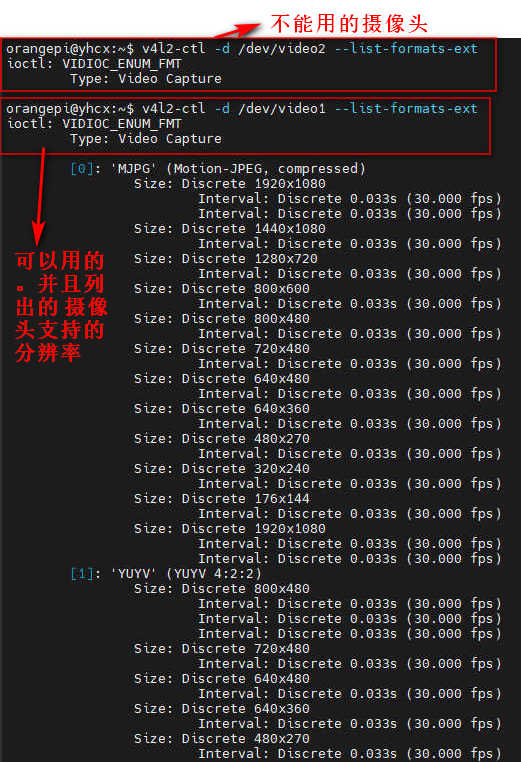 不能用的摄像头
orangepi@yhcx:~$ v4l2-ctl -d /dev/video2 --list-formats-ext
ioctl: VIDIOC_ENUM_FMT
Type: Video Capture
orangepi@yhcx:~$ v4l2-ctl -d /dev/video1 --list-formats-ext
ioctl: VIDIOC_ENUM_FMT
Type: Video Capture
[0]: 'MJPG' (Motion-JPEG, compressed)
Size: Discrete 1920x1080
Interval: Discrete 0.033s (30.000 fps)
Interval: Discrete 0.033s (30.000 fps)
Size: Discrete 1440x1080
Interval: Discrete 0.033s (30.000 fps)
Size: Discrete 1280x720
Interval: Discrete 0.033s (30.000 fps)
Size: Discrete 800x600
Interval: Discrete 0.033s (30.000 fps)
Size: Discrete 800x480
Interval: Discrete 0.033s (30.000 fps)
Size: Discrete 720x480
Interval: Discrete 0.033s (30.000 fps)
Size: Discrete 640x480
Interval: Discrete 0.033s (30.000 fps)
Size: Discrete 640x360
Interval: Discrete 0.033s (30.000 fps)
Size: Discrete 480x270
Interval: Discrete 0.033s (30.000 fps)
Size: Discrete 320x240
Interval: Discrete 0.033s (30.000 fps)
Size: Discrete 176x144
Interval: Discrete 0.033s (30.000 fps)
Size: Discrete 1920x1080
Interval: Discrete 0.033s (30.000 fps)
Interval: Discrete 0.033s (30.000 fps)
[1]: 'YUYV' (YUYV 4:2:2)
Size: Discrete 800x480
Interval: Discrete 0.033s (30.000 fps)
Interval: Discrete 0.033s (30.000 fps)
Interval: Discrete 0.033s (30.000 fps)
Size: Discrete 720x480
Interval: Discrete 0.033s (30.000 fps)
Size: Discrete 640x480
Interval: Discrete 0.033s (30.000 fps)
Size: Discrete 640x360
Interval: Discrete 0.033s (30.000 fps)
Size: Discrete 480x270
Interval: Discrete 0.033s (30.000 fps)
可以用的
。并且列
出的摄像
头支持的
分辨率